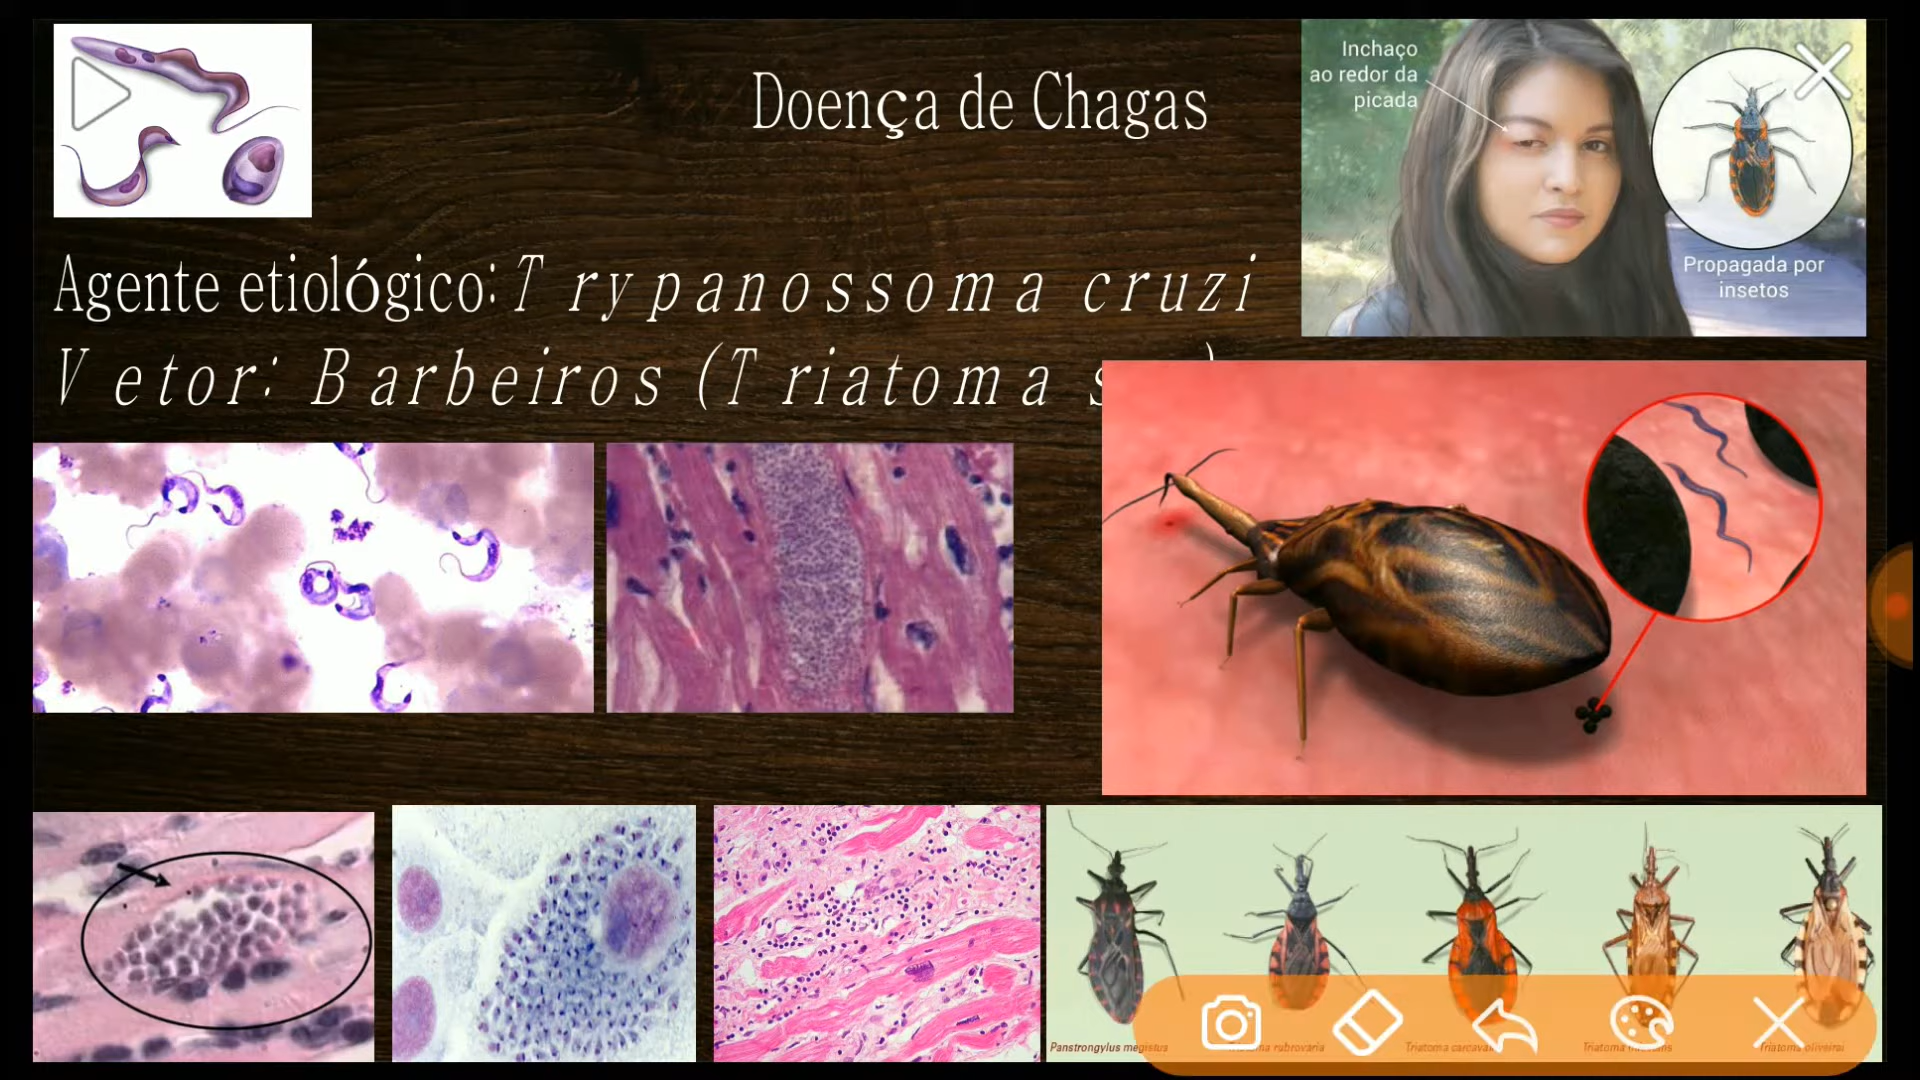 Doença de Chagas
Inchaço
ao redor da
picada
Propagada por
insetos
Agente etiológico: Trypanossoma cruzi
Vetor: Barbeiros (Triatoma
Panstrongylus megistus
rubrovaria
Triatoma
Triatoma
Triatoma oliveirai